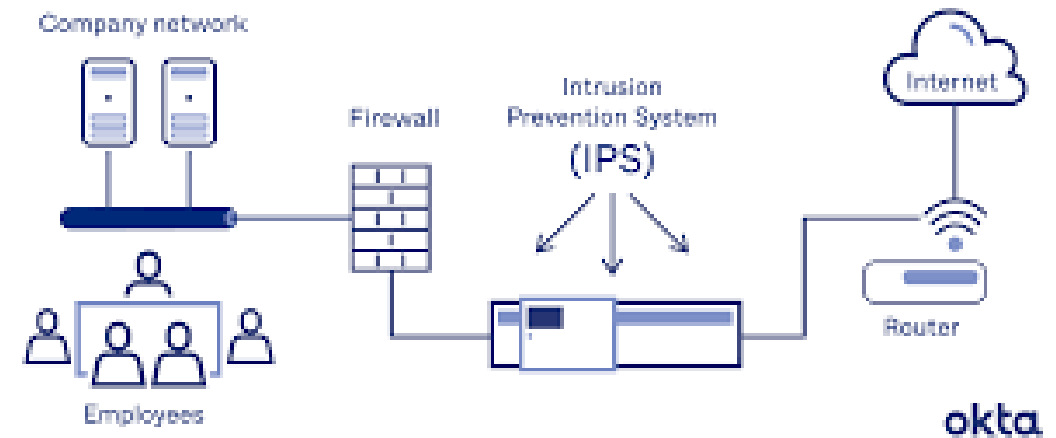 Company network
Firewall
Intrusion
Prevention System
(IPS)
Internet
Router
Employees
okta